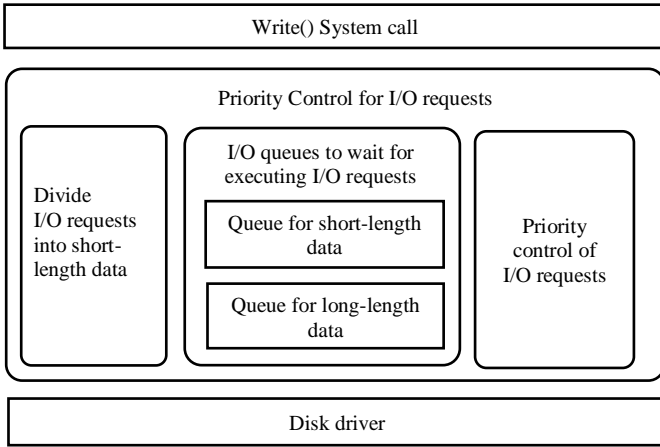 Write() System call
Priority Control for I/O requests
Divide
I/O requests
into short-
length data
I/O queues to wait for
executing I/O requests
Queue for short-length
data
Queue for long-length
data
Priority
control of
I/O requests
Disk driver